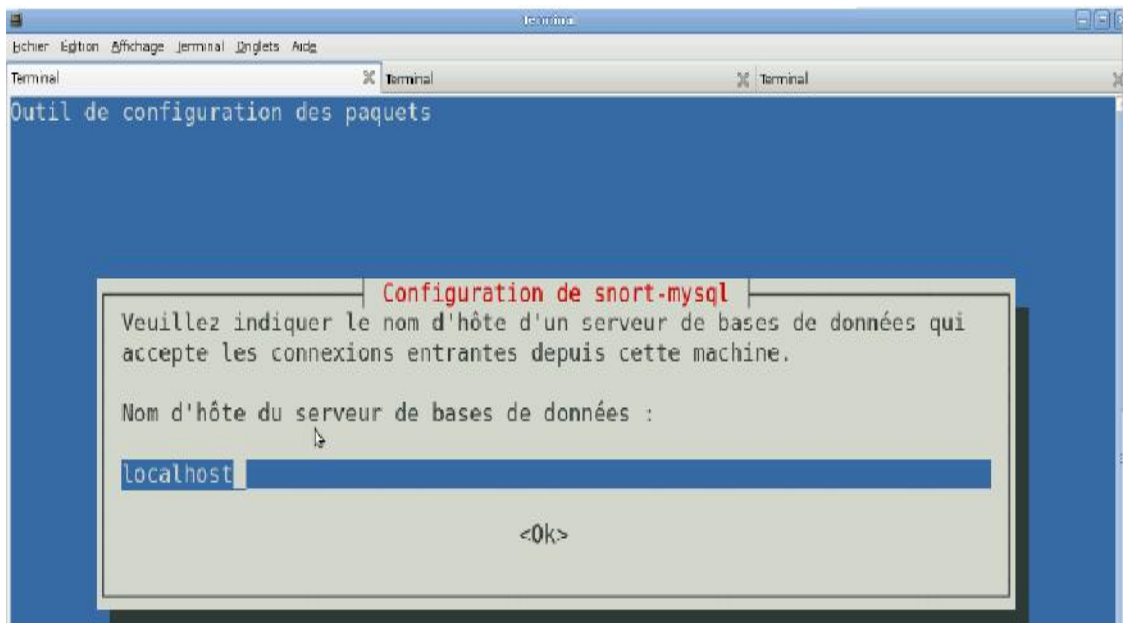 Terminal
Fichier Édition Affichage Terminal Onglets Aide
Terminal Terminal Terminal
Outil de configuration des paquets
Configuration de snort-mysql
Veuillez indiquer le nom d'hôte d'un serveur de bases de données qui
accepte les connexions entrantes depuis cette machine.
Nom d'hôte du serveur de bases de données :
localhost
<Ok>